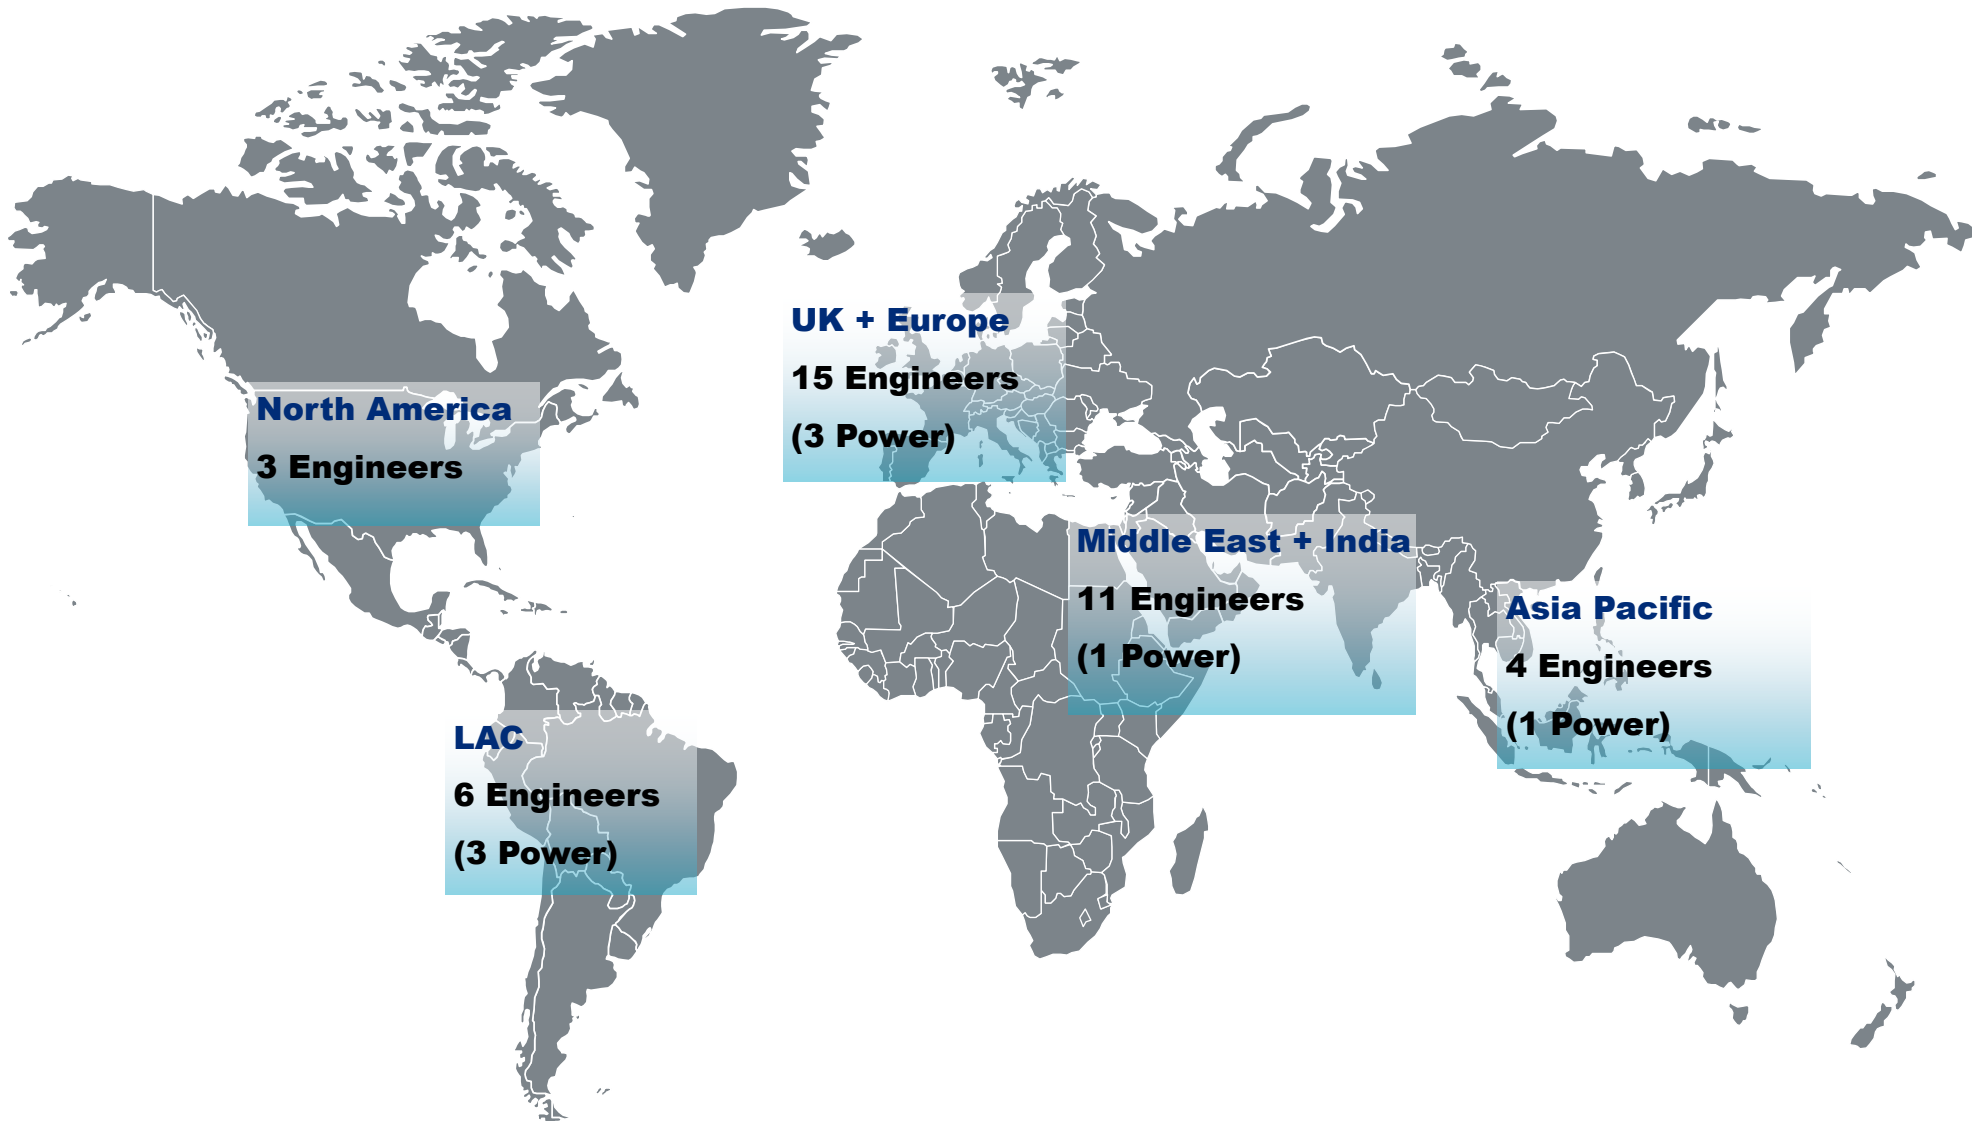 UK + Europe
15 Engineers
(3 Power)
North America
3 Engineers
Middle East + India
11 Engineers
(1 Power)
Asia Pacific
4 Engineers
(1 Power)
LAC
6 Engineers
(3 Power)